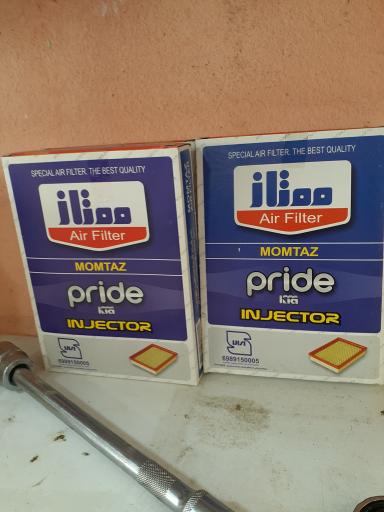 SPECIAL AIR FILTER. THE BEST QUALITY
ممتاز
Air Filter
MOMTAZ
pride
KIA
INJECTOR
6989150005
SPECIAL AIR FILTER. THE BEST QUALITY
ممتاز
Air Filter
MOMTAZ
pride
KIA
INJECTOR
6989150005